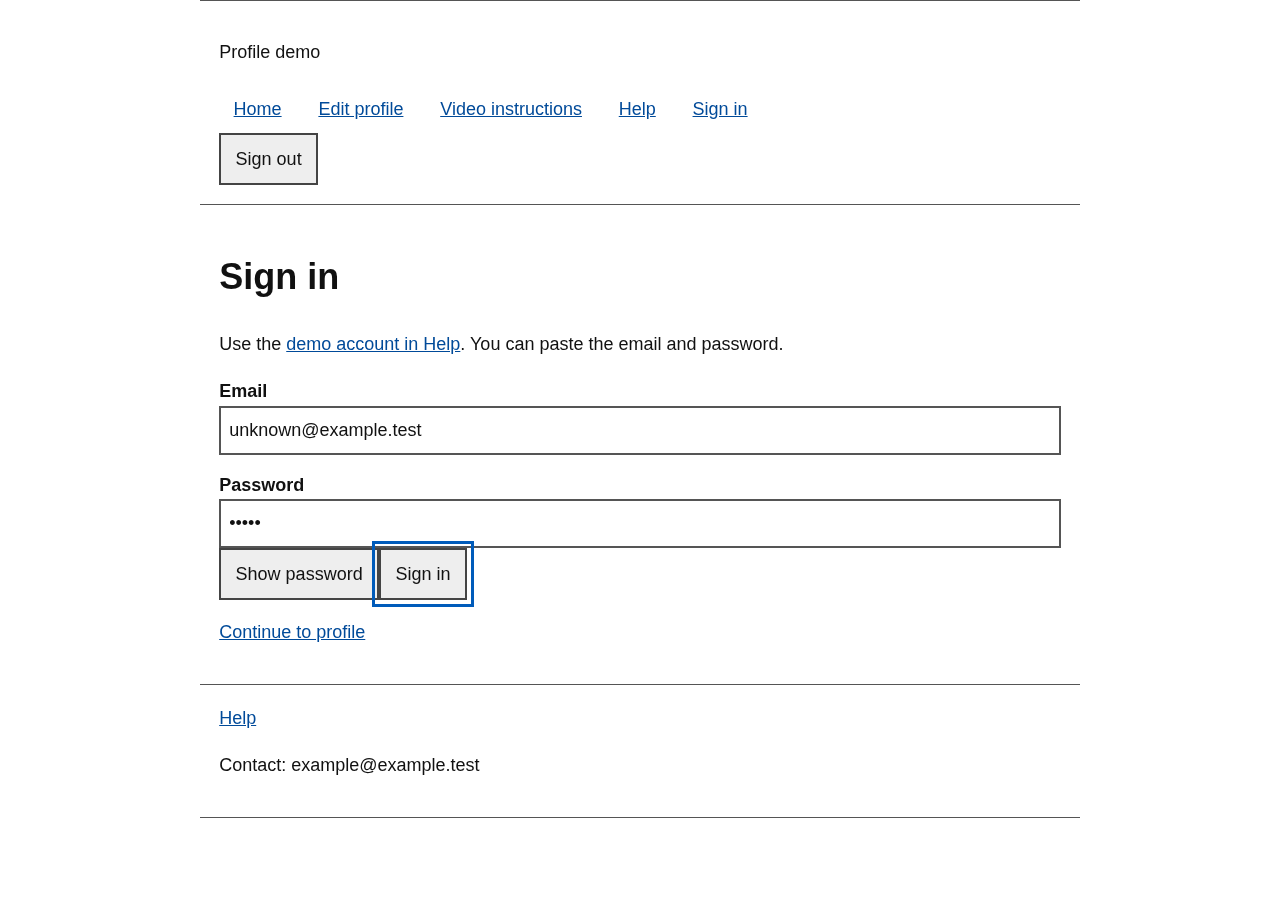 Profile demo
Home Edit profile Video instructions Help Sign in
Sign out
Sign in
Use the demo account in Help. You can paste the email and password.
Email
unknown@example.test
Password
•••••
Show password Sign in
Continue to profile
Help
Contact: example@example.test